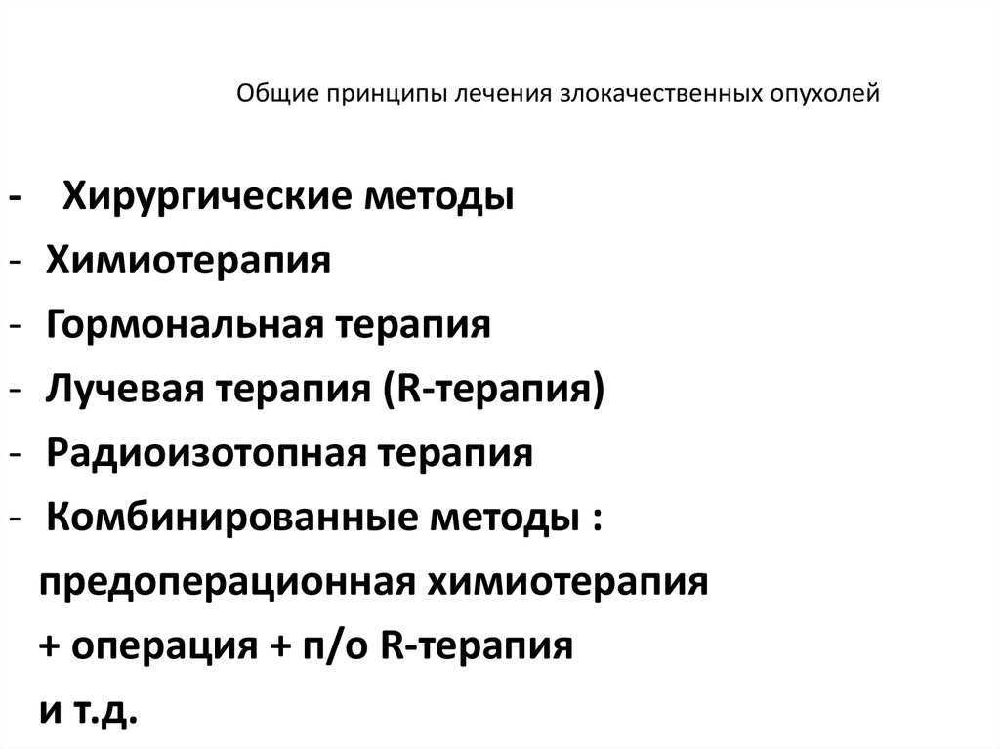 Общие принципы лечения злокачественных опухолей
- Хирургические методы
- Химиотерапия
- Гормональная терапия
- Лучевая терапия (R-терапия)
- Радиоизотопная терапия
- Комбинированные методы :
предоперационная химиотерапия
+ операция + п/о R-терапия
и т.д.